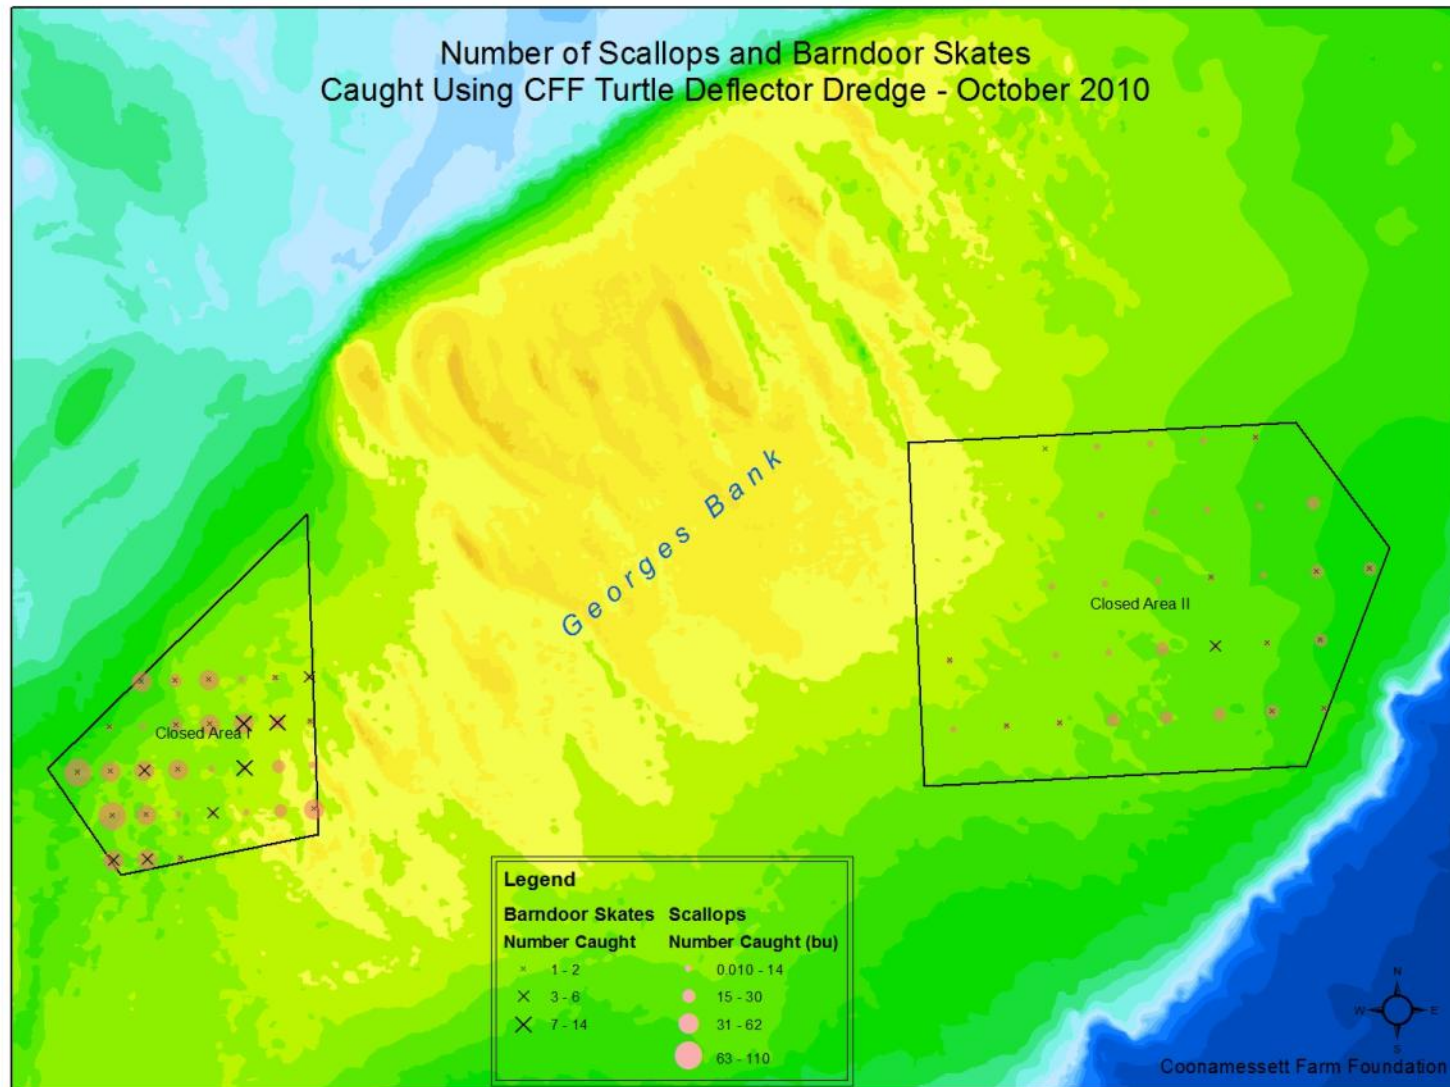 Number of Scallops and Barndoor Skates
Caught Using CFF Turtle Deflector Dredge - October 2010
Georges Bank
Closed Area II
Closed Area I
Legend
Barndoor Skates Scallops
Number Caught Number Caught (bu)
1 - 2 0.010 - 14
3 - 6 15 - 30
7 - 14 31 - 62
63 - 110
N
W E
S
Coonamessett Farm Foundation